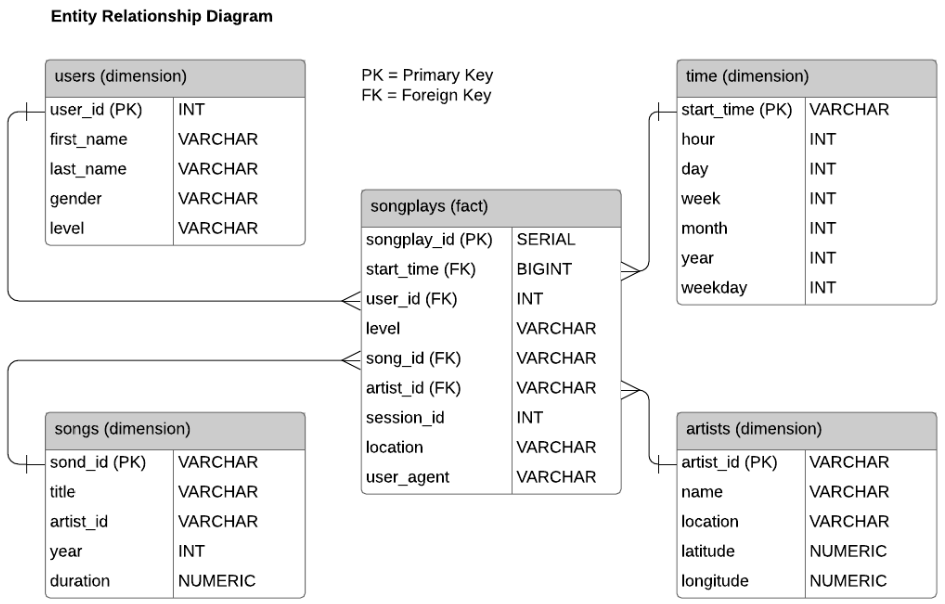 Entity Relationship Diagram
users (dimension)
user_id (PK) INT
first_name VARCHAR
last_name VARCHAR
gender VARCHAR
level VARCHAR
PK = Primary Key
FK = Foreign Key
time (dimension)
start_time (PK) VARCHAR
hour INT
day INT
week INT
month INT
year INT
weekday INT
songplays (fact)
songplay_id (PK) SERIAL
start_time (FK) BIGINT
user_id (FK) INT
level VARCHAR
song_id (FK) VARCHAR
artist_id (FK) VARCHAR
session_id INT
location VARCHAR
user_agent VARCHAR
songs (dimension)
sond_id (PK) VARCHAR
title VARCHAR
artist_id VARCHAR
year INT
duration NUMERIC
artists (dimension)
artist_id (PK) VARCHAR
name VARCHAR
location VARCHAR
latitude NUMERIC
longitude NUMERIC